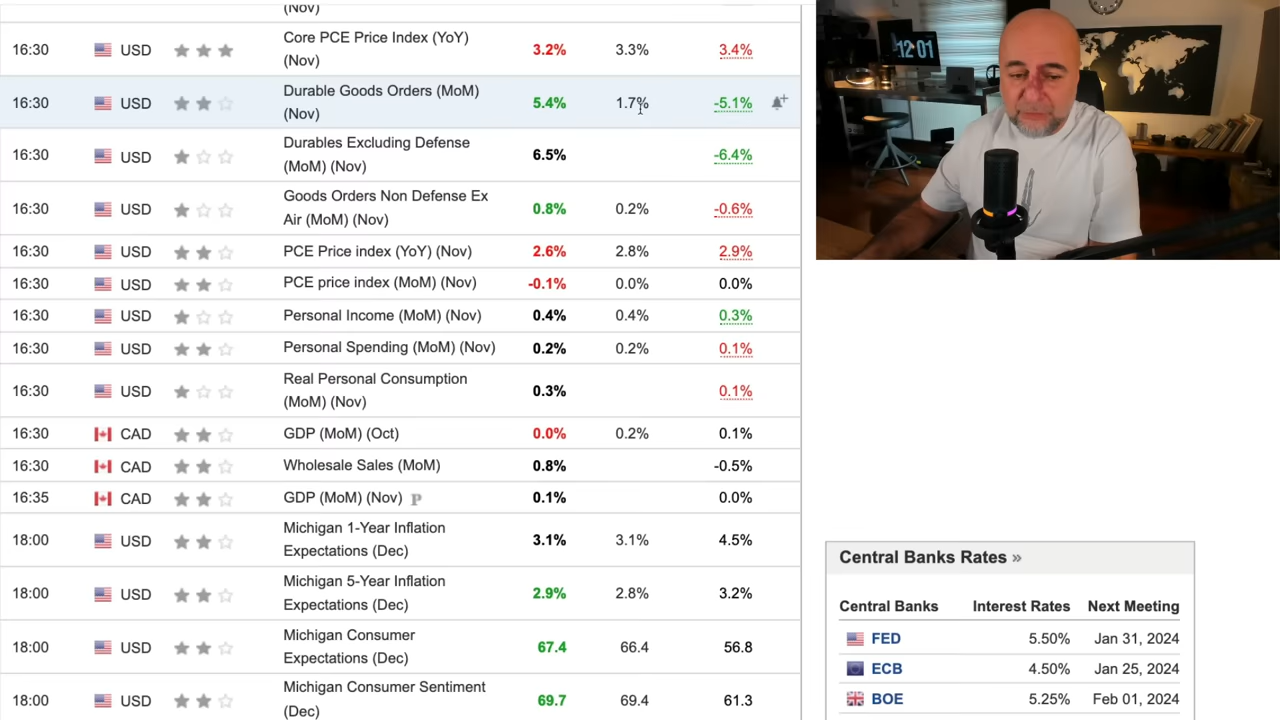 (Nov)
16:30 USD Core PCE Price Index (YoY) 3.2% 3.3% 3.4%
(Nov)
16:30 USD Durable Goods Orders (MoM) 5.4% 1.7% -5.1%
(Nov)
16:30 USD Durables Excluding Defense 6.5% -6.4%
(MoM) (Nov)
16:30 USD Goods Orders Non Defense Ex 0.8% 0.2% -0.6%
Air (MoM) (Nov)
16:30 USD PCE Price index (YoY) (Nov) 2.6% 2.8% 2.9%
16:30 USD PCE price index (MoM) (Nov) -0.1% 0.0% 0.0%
16:30 USD Personal Income (MoM) (Nov) 0.4% 0.4% 0.3%
16:30 USD Personal Spending (MoM) (Nov) 0.2% 0.2% 0.1%
16:30 USD Real Personal Consumption 0.3% 0.1%
(MoM) (Nov)
16:30 CAD GDP (MoM) (Oct) 0.0% 0.2% 0.1%
16:30 CAD Wholesale Sales (MoM) 0.8% -0.5%
16:35 CAD GDP (MoM) (Nov) P 0.1% 0.0%
18:00 USD Michigan 1-Year Inflation 3.1% 3.1% 4.5%
Expectations (Dec)
18:00 USD Michigan 5-Year Inflation 2.9% 2.8% 3.2%
Expectations (Dec)
18:00 USD Michigan Consumer 67.4 66.4 56.8
Expectations (Dec)
18:00 USD Michigan Consumer Sentiment 69.7 69.4 61.3
(Dec)
12 01
Central Banks Rates »
Central Banks Interest Rates Next Meeting
FED 5.50% Jan 31, 2024
ECB 4.50% Jan 25, 2024
BOE 5.25% Feb 01, 2024